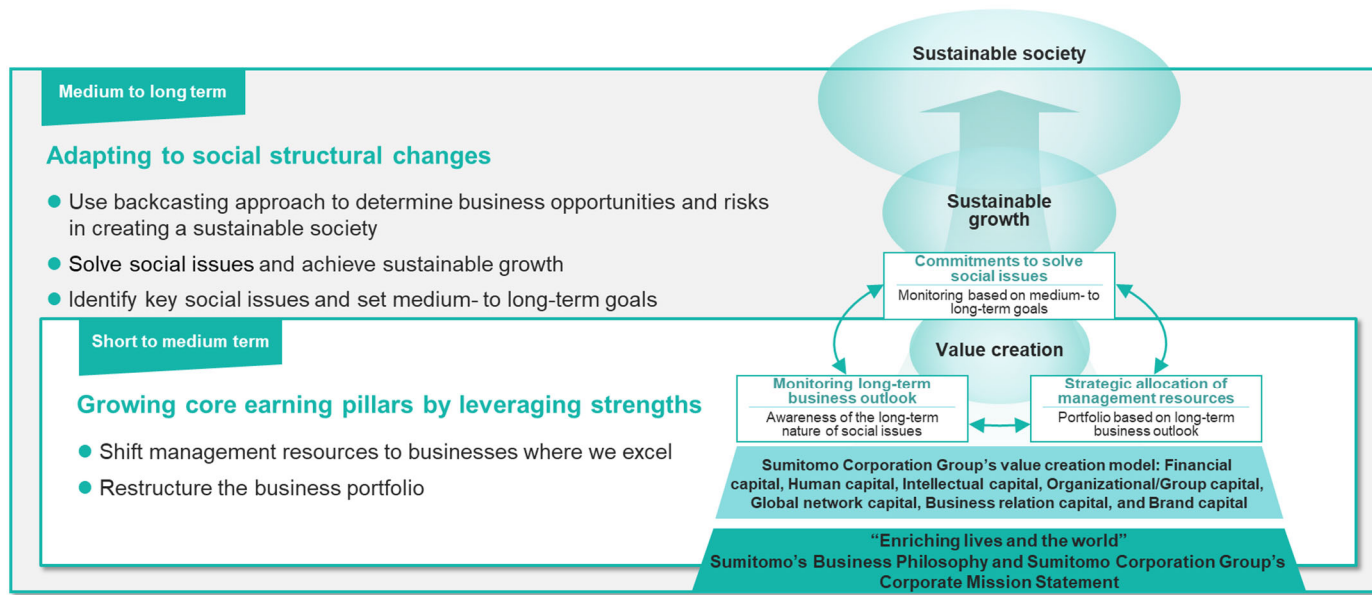 Medium to long term
Adapting to social structural changes
● Use backcasting approach to determine business opportunities and risks
in creating a sustainable society
● Solve social issues and achieve sustainable growth
● Identify key social issues and set medium- to long-term goals
Short to medium term
Growing core earning pillars by leveraging strengths
● Shift management resources to businesses where we excel
● Restructure the business portfolio
Sustainable society
Sustainable
growth
Commitments to solve
social issues
Monitoring based on medium- to
long-term goals
Value creation
Monitoring long-term
business outlook
Awareness of the long-term
nature of social issues
Strategic allocation of
management resources
Portfolio based on long-term
business outlook
Sumitomo Corporation Group’s value creation model: Financial
capital, Human capital, Intellectual capital, Organizational/Group capital,
Global network capital, Business relation capital, and Brand capital
“Enriching lives and the world”
Sumitomo’s Business Philosophy and Sumitomo Corporation Group’s
Corporate Mission Statement